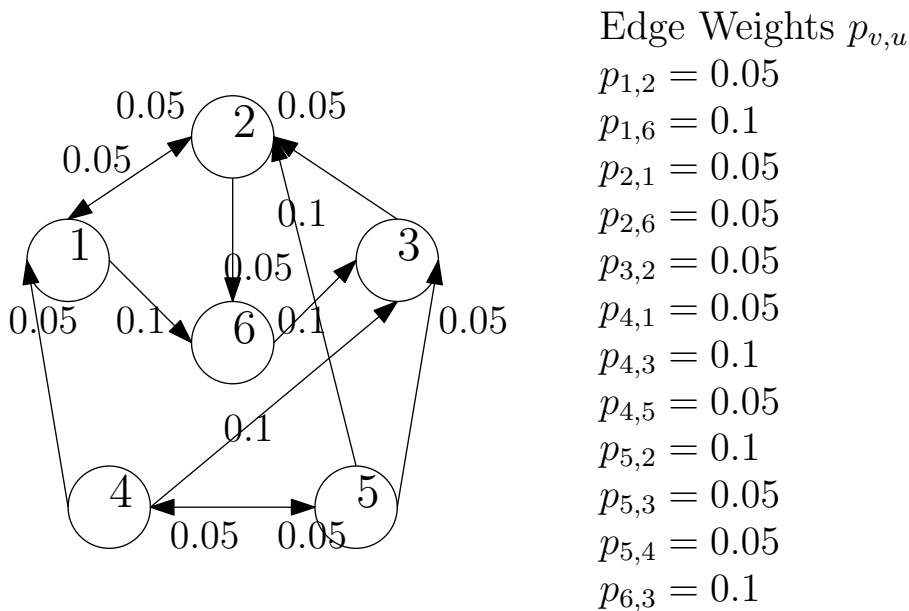 0.05
0.05
2
0.05
0.1
1
3
0.05
0.05
0.1
6
0.1
0.05
0.1
4
5
0.05
0.05
Edge Weights p_{v,u}
p_{1,2} = 0.05
p_{1,6} = 0.1
p_{2,1} = 0.05
p_{2,6} = 0.05
p_{3,2} = 0.05
p_{4,1} = 0.05
p_{4,3} = 0.1
p_{4,5} = 0.05
p_{5,2} = 0.1
p_{5,3} = 0.05
p_{5,4} = 0.05
p_{6,3} = 0.1